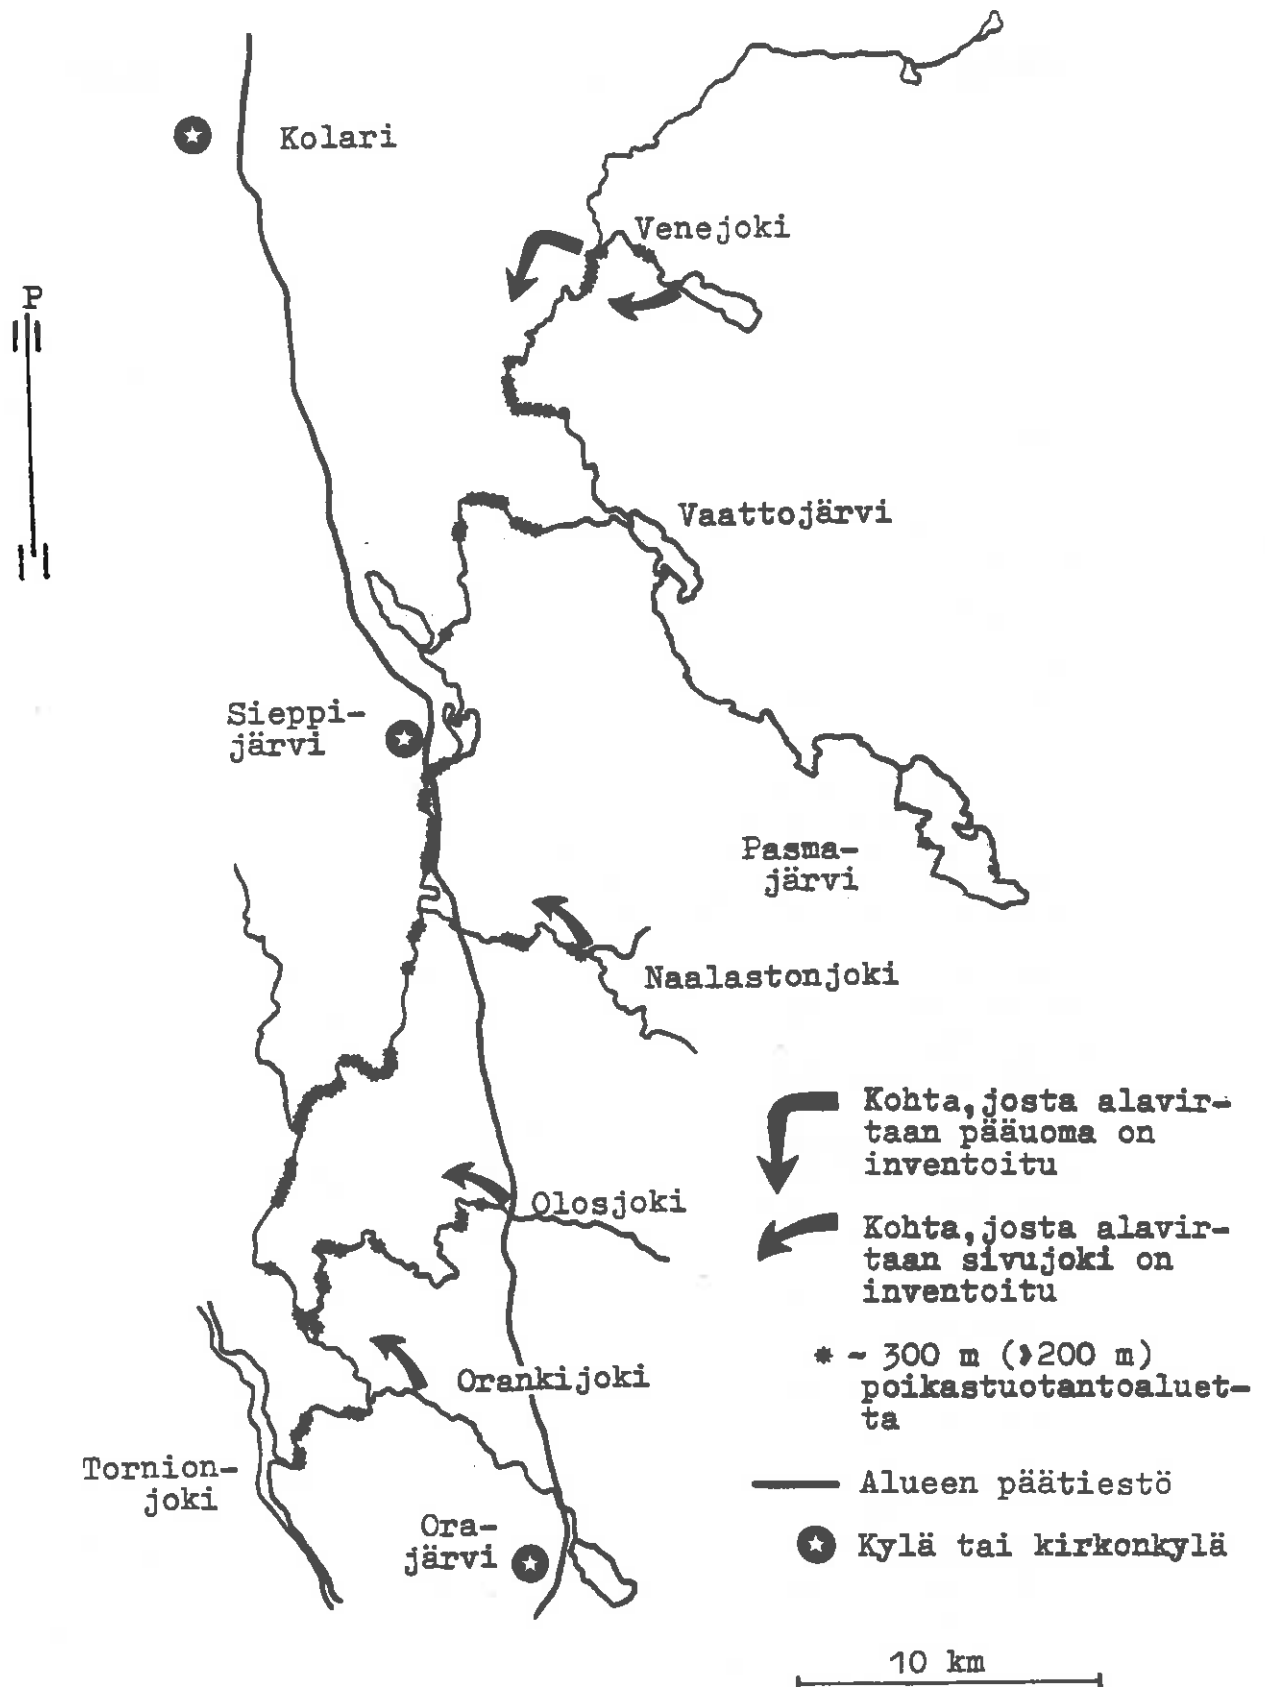 Kolari
Venejoki
P
Vaattojärvi
Sieppi-
järvi
Pasma-
järvi
Naalastonjoki
Kohta, josta alavir-
taan pääuoma on
inventoitu
Olosjoki
Kohta, josta alavir-
taan sivujoki on
inventoitu
~ 300 m (>200 m)
poikastuotantoaluet-
ta
Orankijoki
Tornion-
joki
Alueen päätiestö
Ora-
järvi
Kylä tai kirkonkylä
10 km